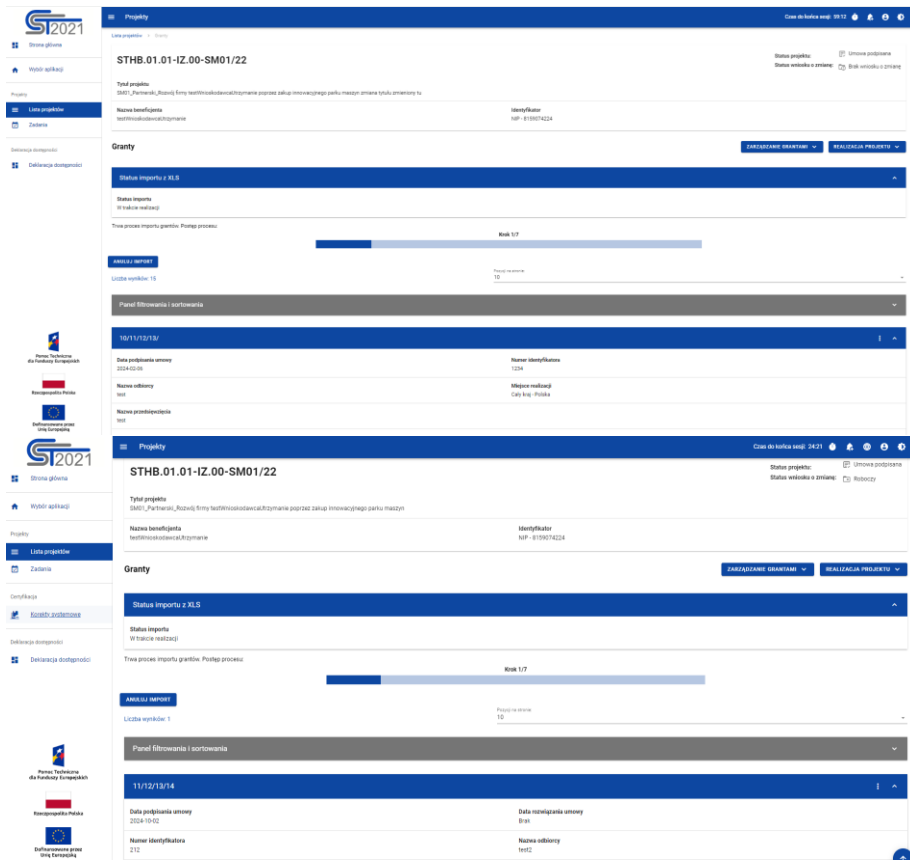 ST2021
Projekty
Czas do końca sesji: 59:12
Strona główna
Lista projektów
Granty
STHB.01.01-IZ.00-SM01/22
Status projektu: Umowa podpisana
Status wniosku o zmianę: Brak wniosku o zmianę
Wybór aplikacji
Tytuł projektu
SM01_Partnerski_Rozwój firmy testWnioskodawcaUtrzymanie poprzez zakup innowacyjnego parku maszyn zmiana tytułu zmieniony tu
Projekty
Lista projektów
Nazwa beneficjenta
Identyfikator
testWnioskodawcaUtrzymanie
NIP - 8159074224
Zadania
Deklaracja dostępności
Granty
ZARZĄDZANIE GRANTAMI
REALIZACJA PROJEKTU
Deklaracja dostępności
Status importu z XLS
Status importu
W trakcie realizacji
Trwa proces importu grantów. Postęp procesu:
Krok 1/7
ANULUJ IMPORT
Liczba wyników: 15
Pozycji na stronie
10
Panel filtrowania i sortowania
10/11/12/13/
Data podpisania umowy
Numer identyfikatora
2024-02-06
1254
Nazwa odbiorcy
Miejsce realizacji
test
Cały kraj - Polska
Nazwa przedsięwzięcia
test
Pomoc Techniczna
dla Funduszy Europejskich
Rzeczpospolita Polska
Dofinansowane przez
Unię Europejską
ST2021
Projekty
Czas do końca sesji: 24:21
Strona główna
STHB.01.01-IZ.00-SM01/22
Status projektu: Umowa podpisana
Status wniosku o zmianę: Roboczy
Wybór aplikacji
Tytuł projektu
SM01_Partnerski_Rozwój firmy testWnioskodawcaUtrzymanie poprzez zakup innowacyjnego parku maszyn
Projekty
Lista projektów
Nazwa beneficjenta
Identyfikator
testWnioskodawcaUtrzymanie
NIP - 8159074224
Zadania
Granty
ZARZĄDZANIE GRANTAMI
REALIZACJA PROJEKTU
Certyfikacja
Korekty systemowe
Status importu z XLS
Status importu
W trakcie realizacji
Deklaracja dostępności
Deklaracja dostępności
Trwa proces importu grantów. Postęp procesu:
Krok 1/7
ANULUJ IMPORT
Liczba wyników: 1
Pozycji na stronie
10
Panel filtrowania i sortowania
11/12/13/14
Data podpisania umowy
Data rozwiązania umowy
2024-10-02
Brak
Numer identyfikatora
Nazwa odbiorcy
212
test2
Pomoc Techniczna
dla Funduszy Europejskich
Rzeczpospolita Polska
Dofinansowane przez
Unię Europejską